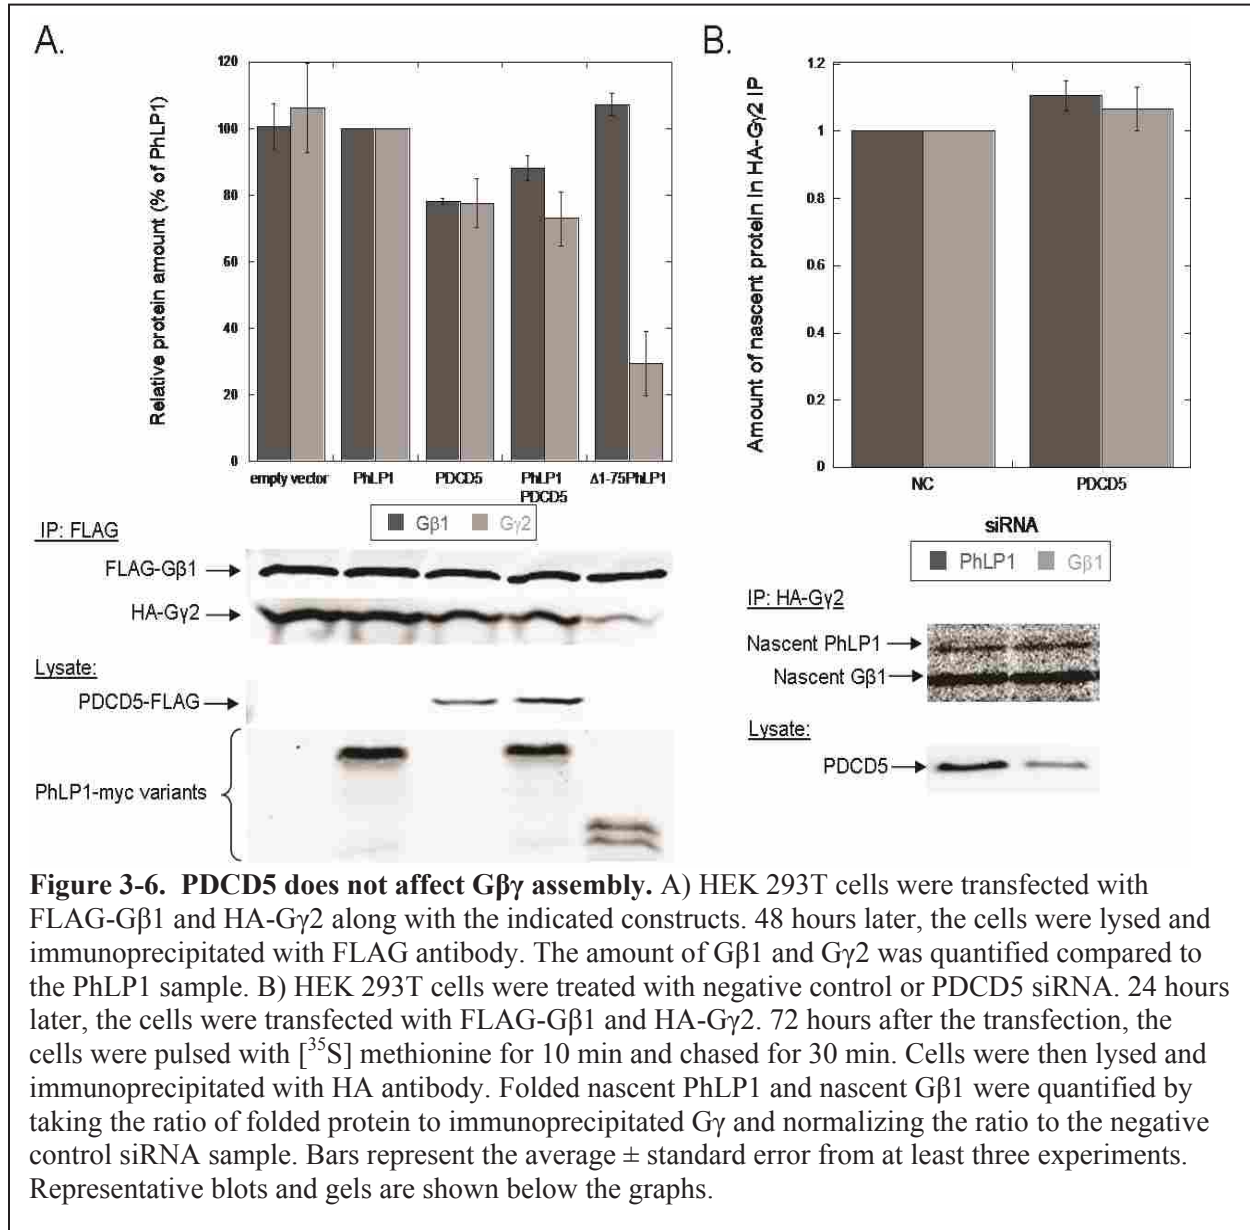 A.
B.
Relative protein amount (% of PhLP1)
120
100
80
60
40
20
0
empty vector
PhLP1
PDCD5
PhLP1
PDCD5
Δ1-75PhLP1
Gβ1
Gγ2
IP: FLAG
FLAG-Gβ1
HA-Gγ2
Lysate:
PDCD5-FLAG
PhLP1-myc variants
Amount of nascent protein in HA-Gγ2 IP
1.2
1
0.8
0.6
0.4
0.2
0
NC
PDCD5
siRNA
PhLP1
Gβ1
IP: HA-Gγ2
Nascent PhLP1
Nascent Gβ1
Lysate:
PDCD5
Figure 3-6. PDCD5 does not affect Gβγ assembly. A) HEK 293T cells were transfected with
FLAG-Gβ1 and HA-Gγ2 along with the indicated constructs. 48 hours later, the cells were lysed and
immunoprecipitated with FLAG antibody. The amount of Gβ1 and Gγ2 was quantified compared to
the PhLP1 sample. B) HEK 293T cells were treated with negative control or PDCD5 siRNA. 24 hours
later, the cells were transfected with FLAG-Gβ1 and HA-Gγ2. 72 hours after the transfection, the
cells were pulsed with [³⁵S] methionine for 10 min and chased for 30 min. Cells were then lysed and
immunoprecipitated with HA antibody. Folded nascent PhLP1 and nascent Gβ1 were quantified by
taking the ratio of folded protein to immunoprecipitated Gγ and normalizing the ratio to the negative
control siRNA sample. Bars represent the average ± standard error from at least three experiments.
Representative blots and gels are shown below the graphs.